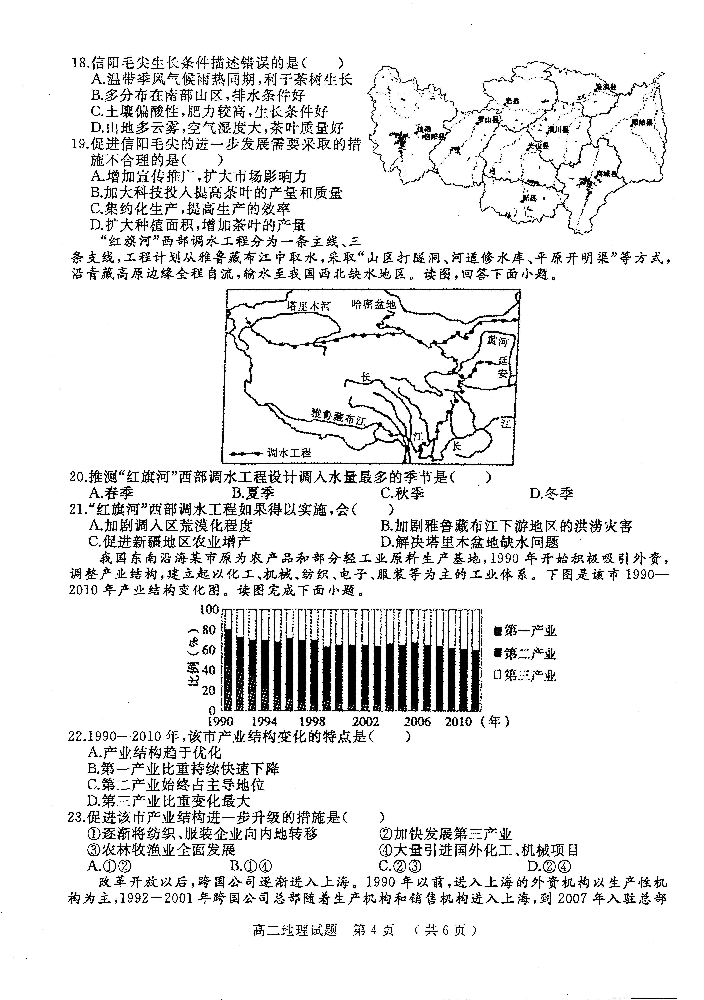 18.信阳毛尖生长条件描述错误的是(　　)
A.温带季风气候雨热同期,利于茶树生长
B.多分布在南部山区,排水条件好
C.土壤偏酸性,肥力较高,生长条件好
D.山地多云雾,空气湿度大,茶叶质量好
19.促进信阳毛尖的进一步发展需要采取的措
施不合理的是(　　)
A.增加宣传推广,扩大市场影响力
B.加大科技投入提高茶叶的产量和质量
C.集约化生产,提高生产的效率
D.扩大种植面积,增加茶叶的产量
淮滨县
息县
罗山县
固始县
信阳
信阳县
潢川县
光山县
商城县
新县
“红旗河”西部调水工程分为一条主线、三
条支线,工程计划从雅鲁藏布江中取水,采取“山区打隧洞、河道修水库、平原开明渠”等方式,
沿青藏高原边缘全程自流,输水至我国西北缺水地区。读图,回答下面小题。
塔里木河
哈密盆地
黄河
延安
长
雅鲁藏布江
江
江
长
调水工程
20.推测“红旗河”西部调水工程设计调入水量最多的季节是(　　)
A.春季 B.夏季 C.秋季 D.冬季
21.“红旗河”西部调水工程如果得以实施,会(　　)
A.加剧调入区荒漠化程度 B.加剧雅鲁藏布江下游地区的洪涝灾害
C.促进新疆地区农业增产 D.解决塔里木盆地缺水问题
我国东南沿海某市原为农产品和部分轻工业原料生产基地,1990 年开始积极吸引外资,
调整产业结构,建立起以化工、机械、纺织、电子、服装等为主的工业体系。下图是该市 1990—
2010 年产业结构变化图。读图完成下面小题。
比例(%)
100
80
60
40
20
0
1990 1994 1998 2002 2006 2010 (年)
第一产业
第二产业
第三产业
22.1990—2010 年,该市产业结构变化的特点是(　　)
A.产业结构趋于优化
B.第一产业比重持续快速下降
C.第二产业始终占主导地位
D.第三产业比重变化最大
23.促进该市产业结构进一步升级的措施是(　　)
①逐渐将纺织、服装企业向内地转移 ②加快发展第三产业
③农林牧渔业全面发展 ④大量引进国外化工、机械项目
A.①② B.①④ C.②③ D.②④
改革开放以后,跨国公司逐渐进入上海。1990 年以前,进入上海的外资机构以生产性机
构为主,1992－2001 年跨国公司总部随着生产机构和销售机构进入上海,到 2007 年入驻总部
高二地理试题 第 4 页 (共 6 页)